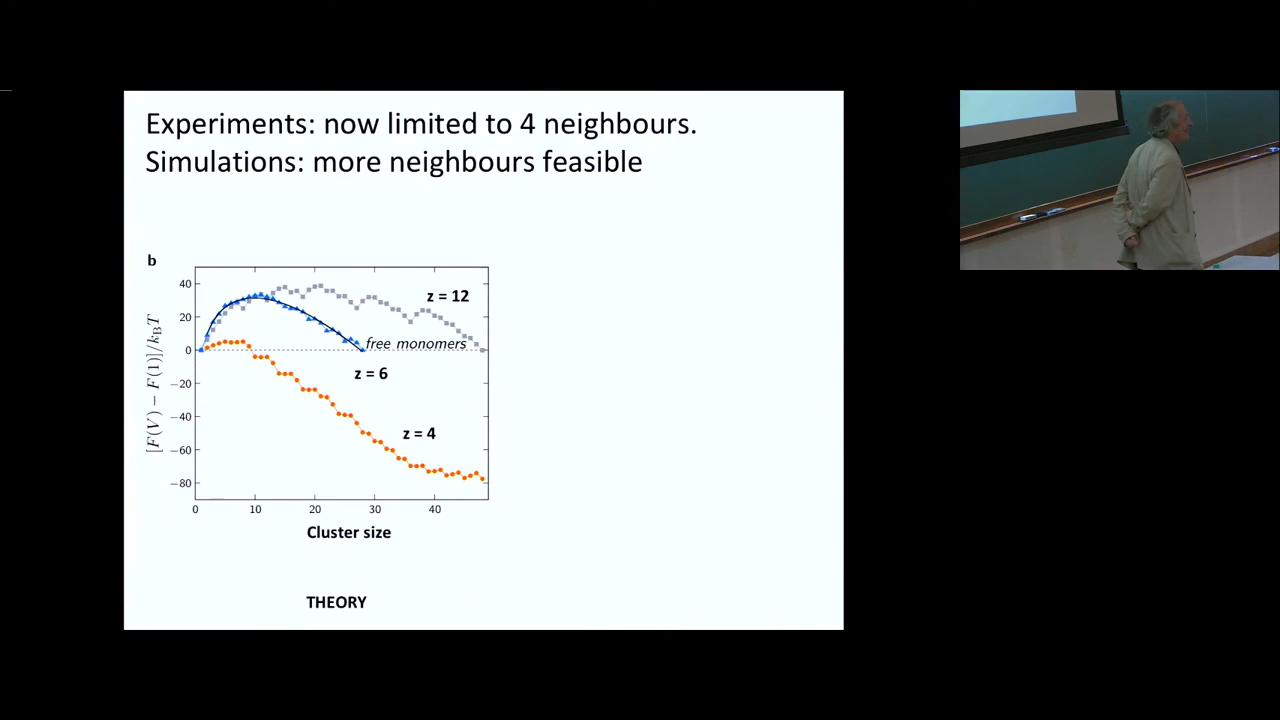 Experiments: now limited to 4 neighbours.
Simulations: more neighbours feasible
b
[F(V) − F(1)]/k_BT
40
20
0
−20
−40
−60
−80
z = 12
free monomers
z = 6
z = 4
0 10 20 30 40
Cluster size
THEORY